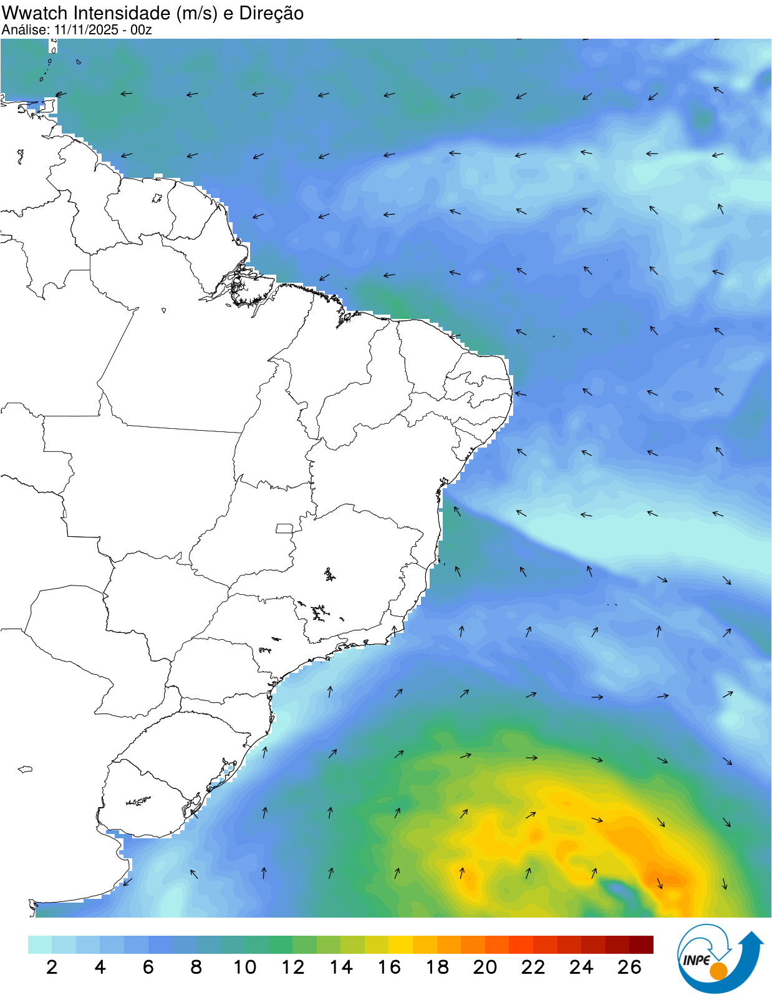 Wwatch Intensidade (m/s) e Direção
Análise: 11/11/2025 - 00z
2 4 6 8 10 12 14 16 18 20 22 24 26
INPE